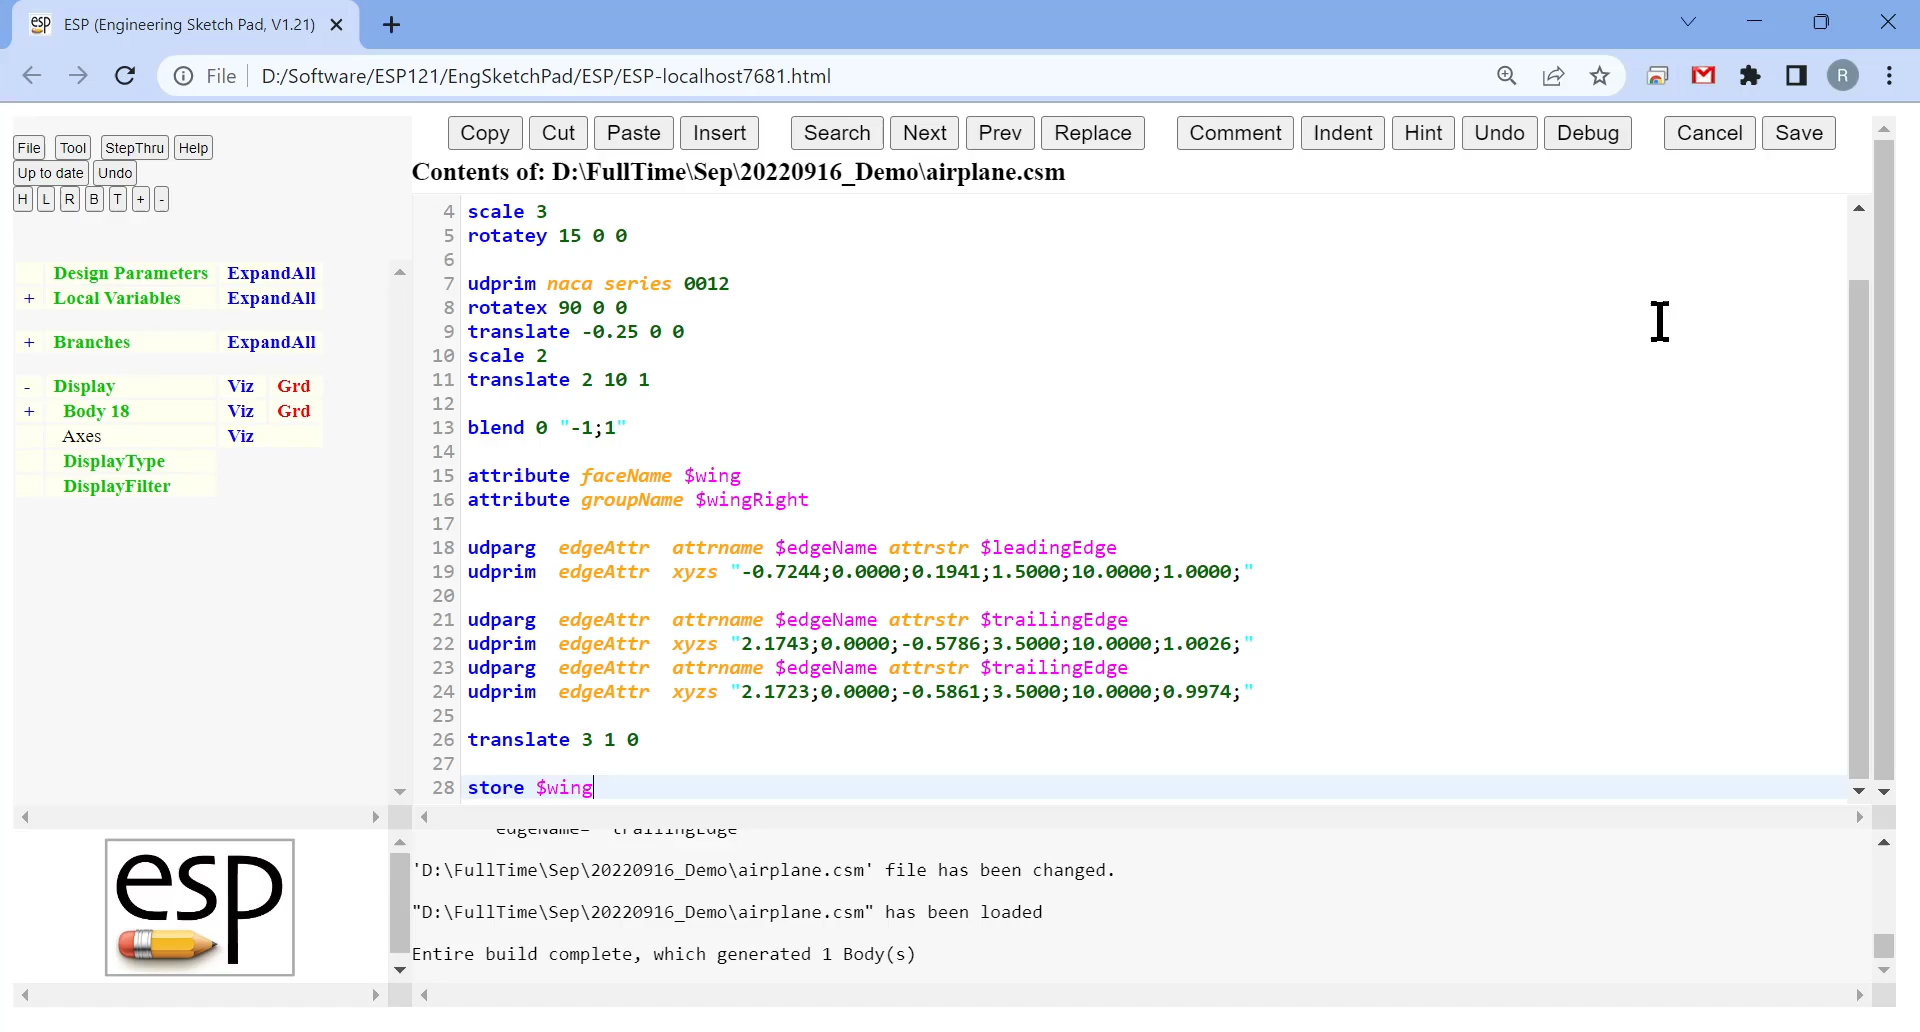 esp ESP (Engineering Sketch Pad, V1.21)
File D:/Software/ESP121/EngSketchPad/ESP/ESP-localhost7681.html R
File Tool StepThru Help
Up to date Undo
H L R B T + -
Design Parameters ExpandAll
+ Local Variables ExpandAll
+ Branches ExpandAll
- Display Viz Grd
+ Body 18 Viz Grd
Axes Viz
DisplayType
DisplayFilter
Copy Cut Paste Insert Search Next Prev Replace Comment Indent Hint Undo Debug Cancel Save
Contents of: D:\FullTime\Sep\20220916_Demo\airplane.csm
4 scale 3
5 rotatey 15 0 0
6
7 udprim naca series 0012
8 rotatex 90 0 0
9 translate -0.25 0 0
10 scale 2
11 translate 2 10 1
12
13 blend 0 "-1;1"
14
15 attribute faceName $wing
16 attribute groupName $wingRight
17
18 udparg edgeAttr attrname $edgeName attrstr $leadingEdge
19 udprim edgeAttr xyzs "-0.7244;0.0000;0.1941;1.5000;10.0000;1.0000;"
20
21 udparg edgeAttr attrname $edgeName attrstr $trailingEdge
22 udprim edgeAttr xyzs "2.1743;0.0000;-0.5786;3.5000;10.0000;1.0026;"
23 udparg edgeAttr attrname $edgeName attrstr $trailingEdge
24 udprim edgeAttr xyzs "2.1723;0.0000;-0.5861;3.5000;10.0000;0.9974;"
25
26 translate 3 1 0
27
28 store $wing
edgeName= trailingEdge
'D:\FullTime\Sep\20220916_Demo\airplane.csm' file has been changed.
"D:\FullTime\Sep\20220916_Demo\airplane.csm" has been loaded
Entire build complete, which generated 1 Body(s)
esp